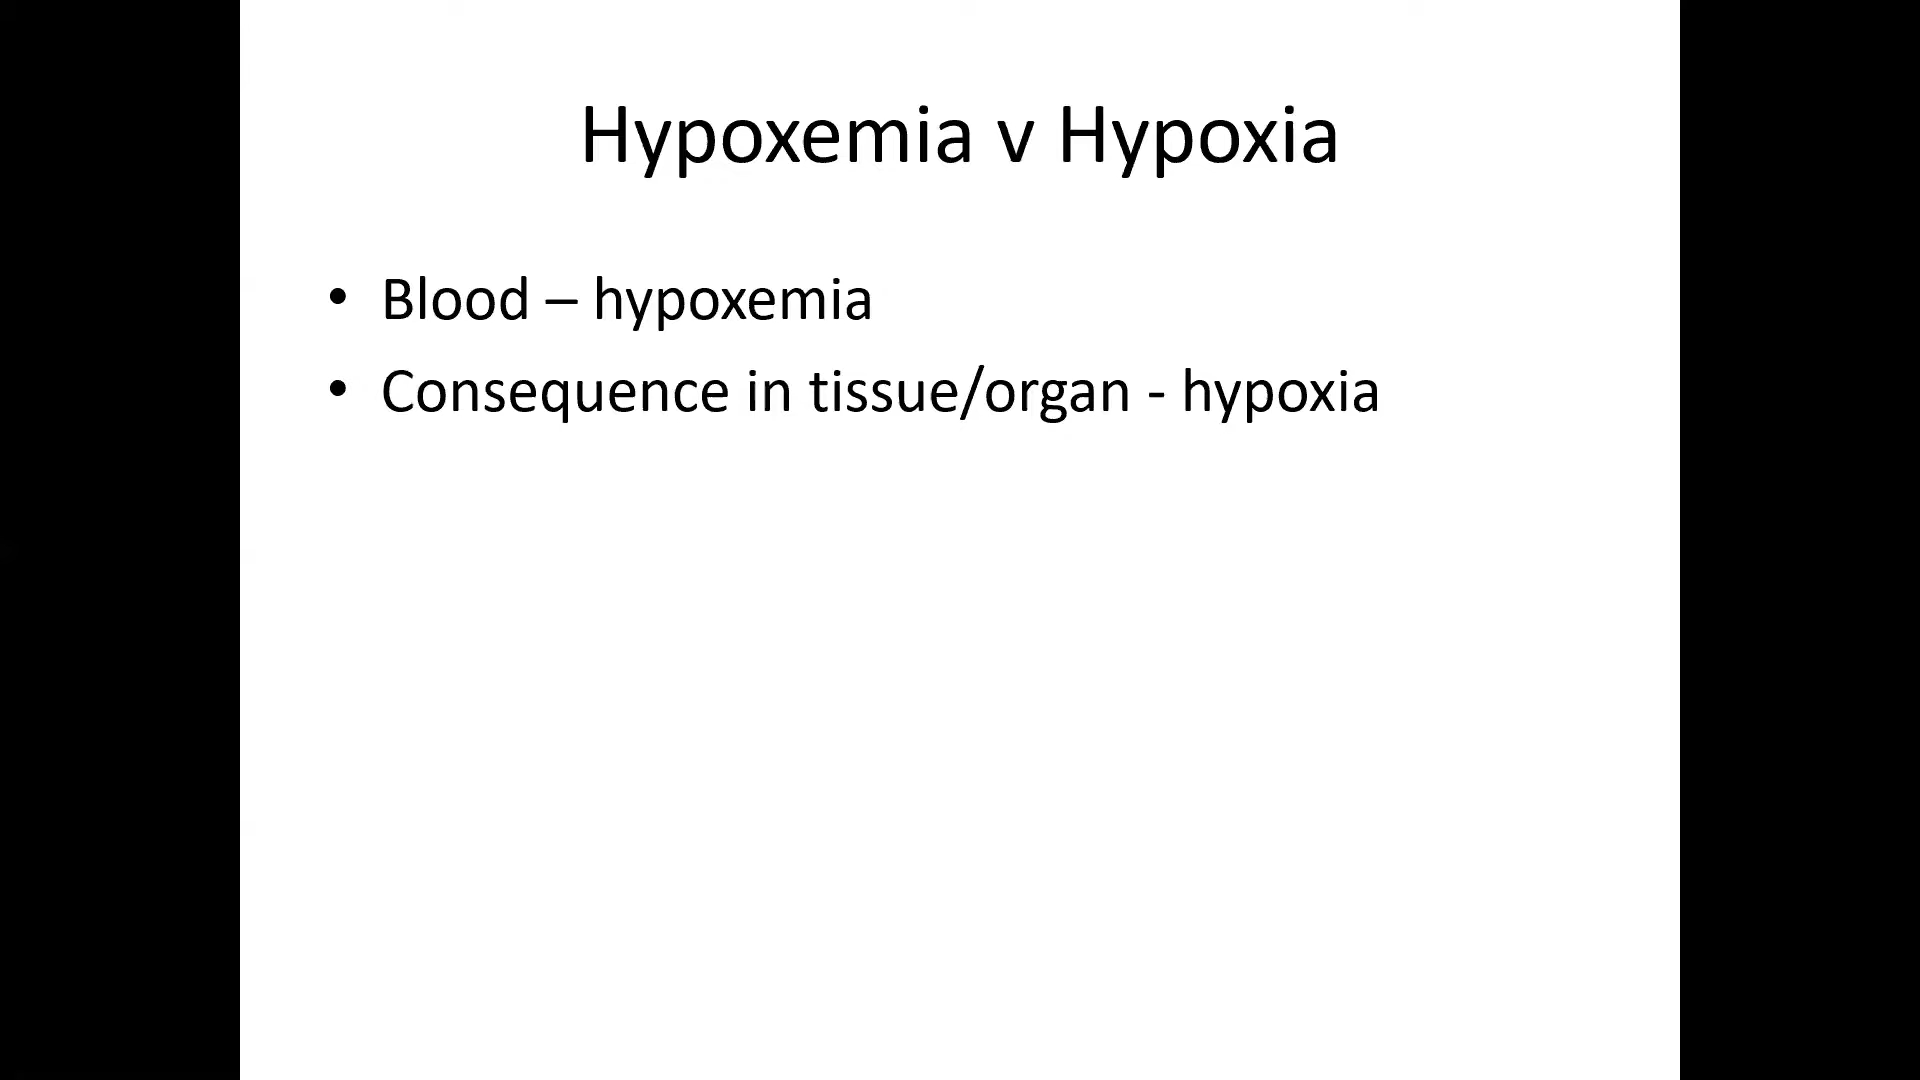 Hypoxemia v Hypoxia
• Blood – hypoxemia
• Consequence in tissue/organ - hypoxia